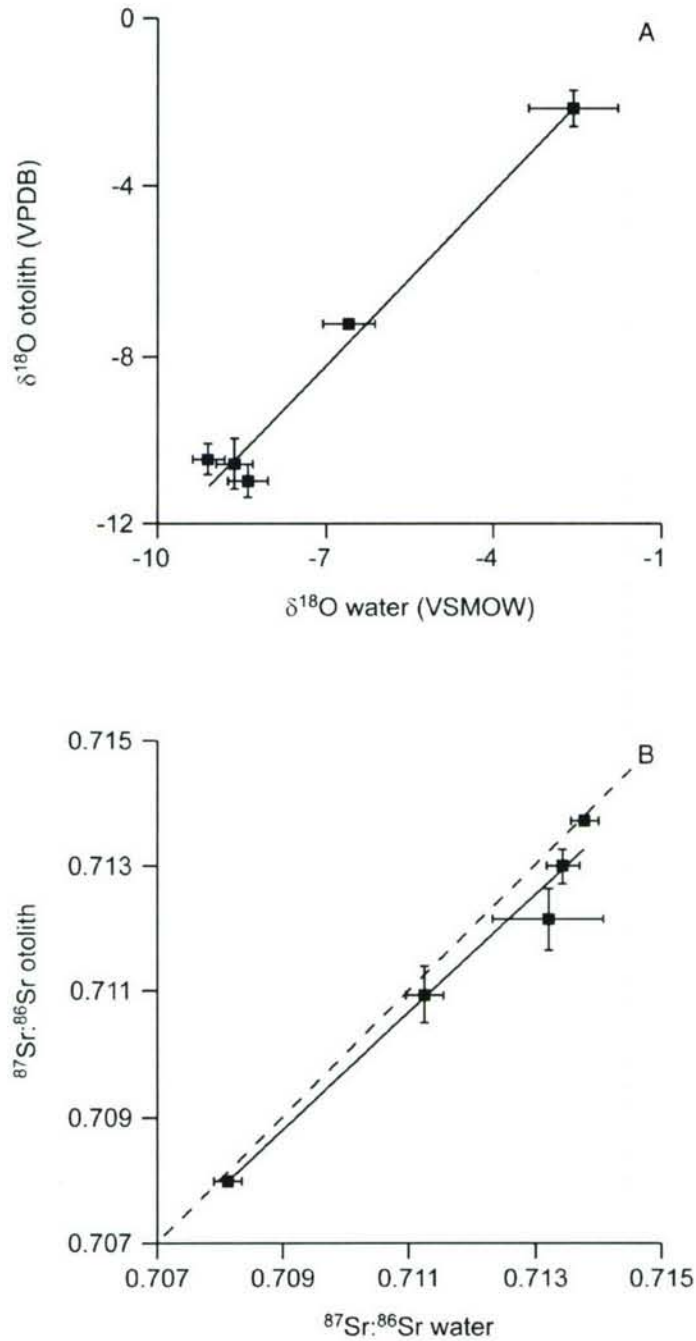 A
0
-4
-8
-12
δ¹⁸O otolith (VPDB)
-10 -7 -4 -1
δ¹⁸O water (VSMOW)
B
0.715
0.713
0.711
0.709
0.707
⁸⁷Sr:⁸⁶Sr otolith
0.707 0.709 0.711 0.713 0.715
⁸⁷Sr:⁸⁶Sr water